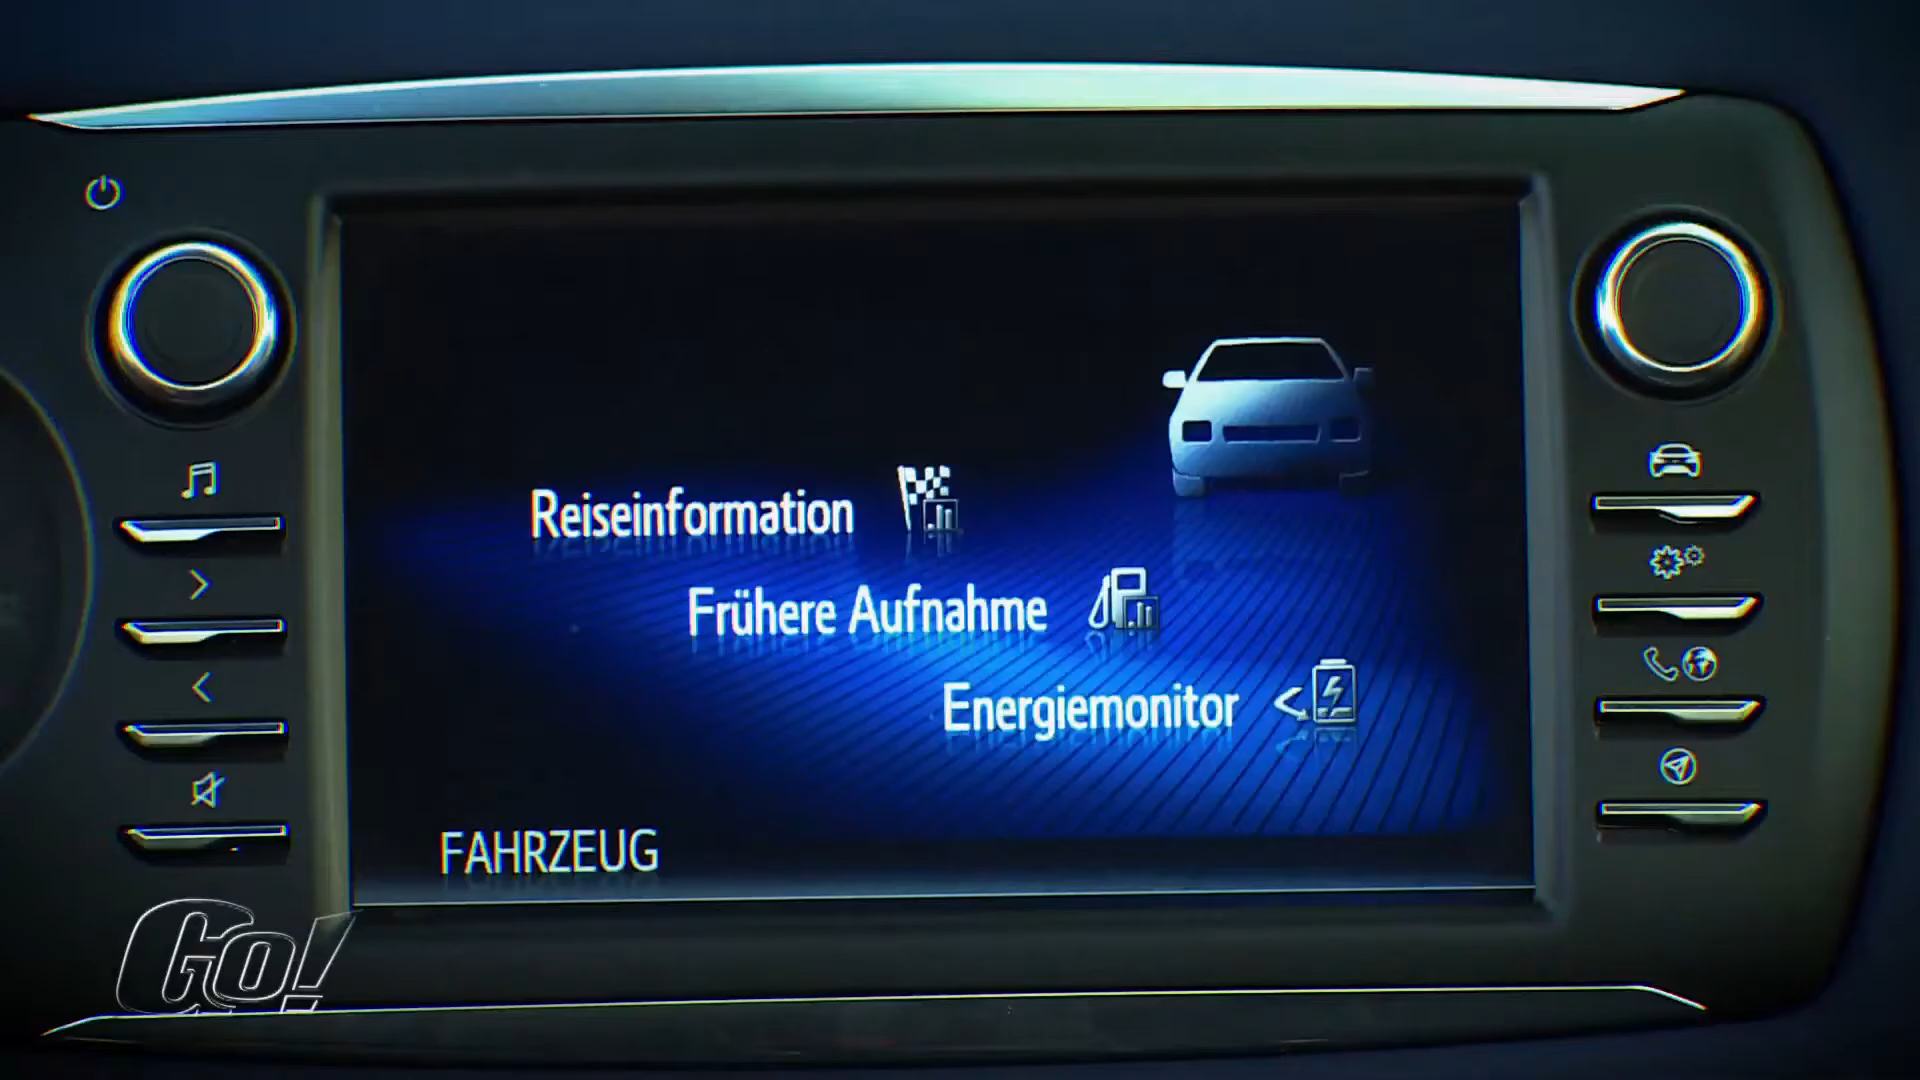 Reiseinformation
Frühere Aufnahme
Energiemonitor
FAHRZEUG
Go!